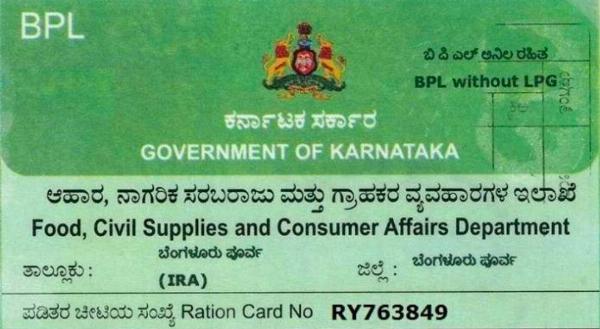 BPL
ಬಿ ಪಿ ಎಲ್ ಅನಿಲ ರಹಿತ
BPL without LPG
ಕರ್ನಾಟಕ ಸರ್ಕಾರ
GOVERNMENT OF KARNATAKA
ಆಹಾರ, ನಾಗರಿಕ ಸರಬರಾಜು ಮತ್ತು ಗ್ರಾಹಕರ ವ್ಯವಹಾರಗಳ ಇಲಾಖೆ
Food, Civil Supplies and Consumer Affairs Department
ತಾಲ್ಲೂಕು : ಬೆಂಗಳೂರು ಪೂರ್ವ (IRA) ಜಿಲ್ಲೆ : ಬೆಂಗಳೂರು ಪೂರ್ವ
ಪಡಿತರ ಚೀಟಿಯ ಸಂಖ್ಯೆ Ration Card No RY763849